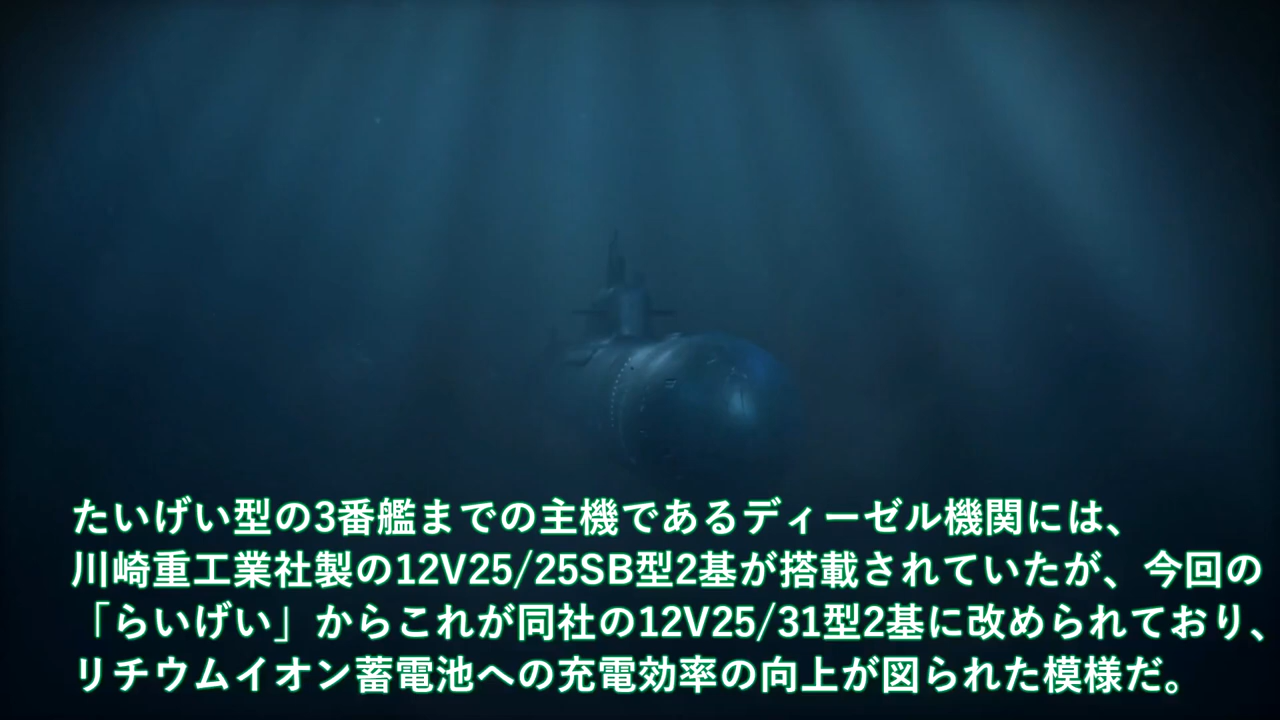 たいげい型の3番艦までの主機であるディーゼル機関には、
川崎重工業社製の12V25/25SB型2基が搭載されていたが、今回の
「らいげい」からこれが同社の12V25/31型2基に改められており、
リチウムイオン蓄電池への充電効率の向上が図られた模様だ。